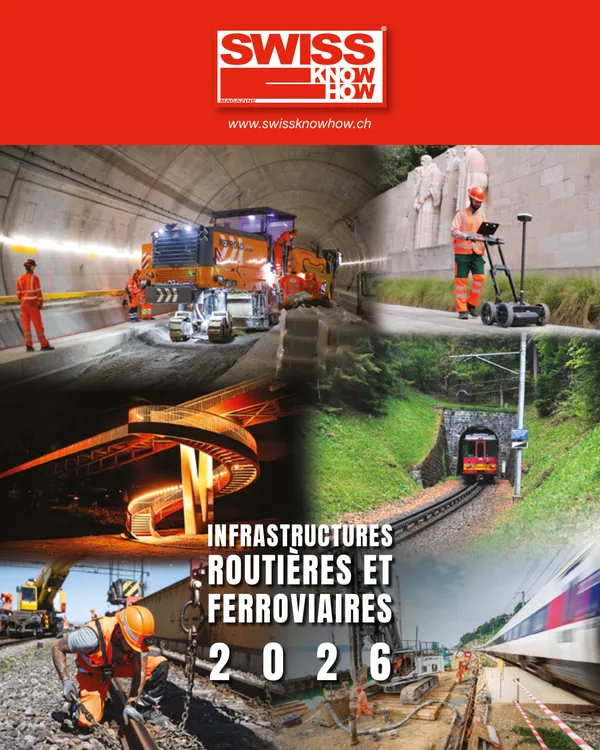 SWISS®
KNOW
HOW
MAGAZINE
www.swissknowhow.ch
INFRASTRUCTURES
ROUTIÈRES ET
FERROVIAIRES
2026